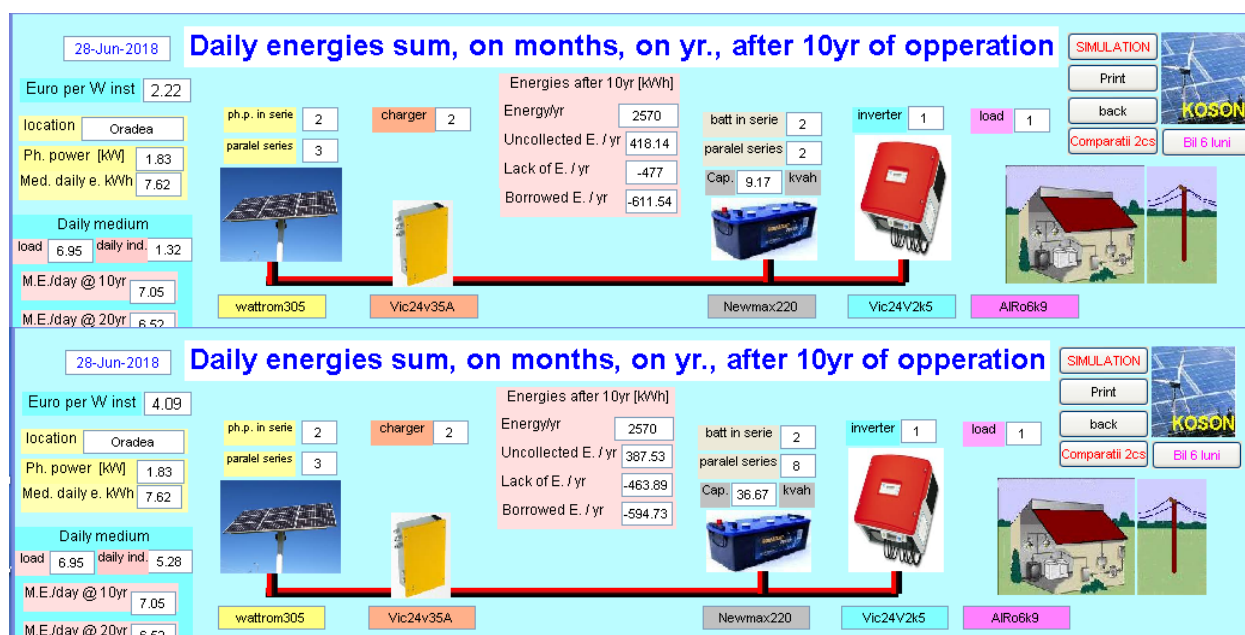 28-Jun-2018
Daily energies sum, on months, on yr., after 10yr of opperation
SIMULATION
Print
back
Comparatii 2cs
Bil 6 luni
KOSON
Euro per W inst 2.22
location Oradea
Ph. power [kW] 1.83
Med. daily e. kWh 7.62
Daily medium
load 6.95 daily ind. 1.32
M.E./day @ 10yr 7.05
M.E./day @ 20yr 6.52
ph.p. in serie 2
paralel series 3
charger 2
Energies after 10yr [kWh]
Energy/yr 2570
Uncollected E. / yr 418.14
Lack of E. / yr -477
Borrowed E. / yr -611.54
batt in serie 2
paralel series 2
Cap. 9.17 kvah
inverter 1
load 1
wattrom305
Vic24v35A
Newmax220
Vic24V2k5
AlRo6k9
28-Jun-2018
Daily energies sum, on months, on yr., after 10yr of opperation
SIMULATION
Print
back
Comparatii 2cs
Bil 6 luni
KOSON
Euro per W inst 4.09
location Oradea
Ph. power [kW] 1.83
Med. daily e. kWh 7.62
Daily medium
load 6.95 daily ind. 5.28
M.E./day @ 10yr 7.05
M.E./day @ 20yr 6.52
ph.p. in serie 2
paralel series 3
charger 2
Energies after 10yr [kWh]
Energy/yr 2570
Uncollected E. / yr 387.53
Lack of E. / yr -463.89
Borrowed E. / yr -594.73
batt in serie 2
paralel series 8
Cap. 36.67 kvah
inverter 1
load 1
wattrom305
Vic24v35A
Newmax220
Vic24V2k5
AlRo6k9